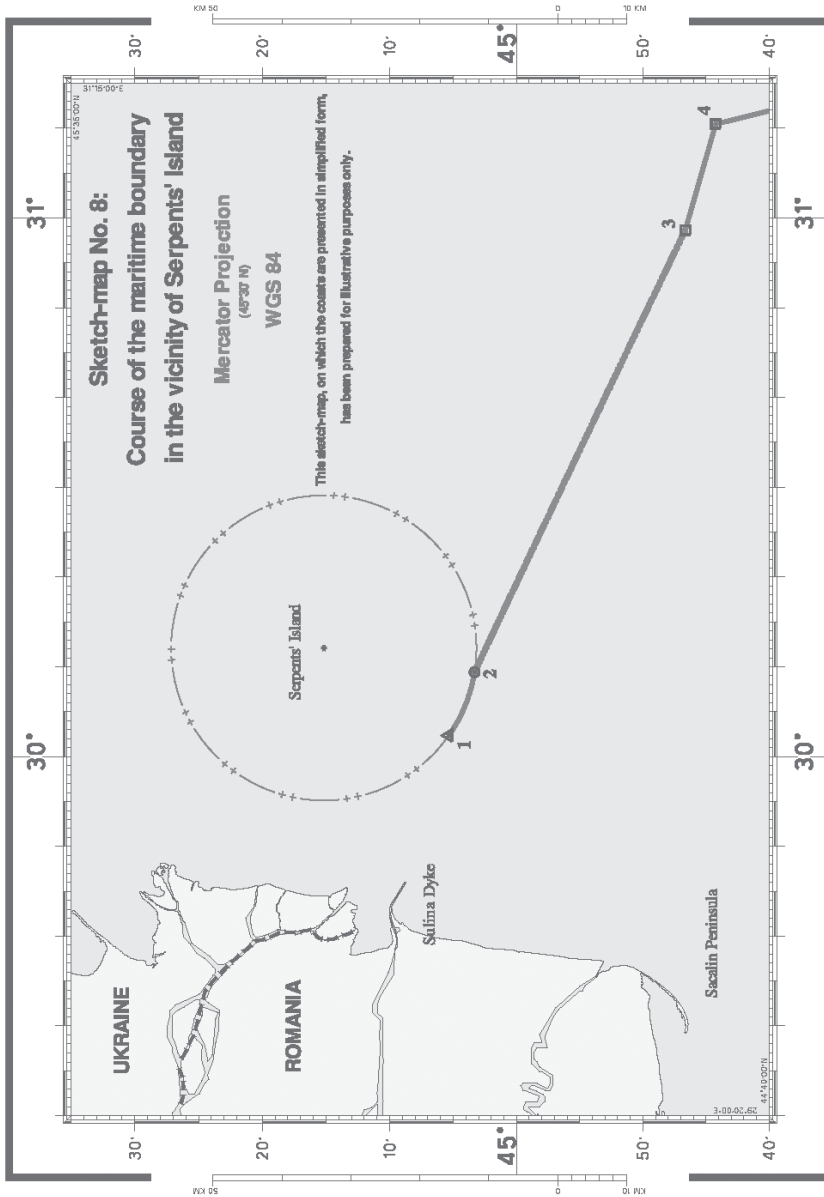 Sketch-map No. 8:
Course of the maritime boundary
in the vicinity of Serpents' Island
Mercator Projection
(45°30' N)
WGS 84
This sketch-map, on which the coasts are presented in simplified form,
has been prepared for illustrative purposes only.
45°35'00"N
31°15'00"E
UKRAINE
ROMANIA
Serpents' Island
Sulina Dyke
Sacalin Peninsula
1
2
3
4
44°40'00"N
29°20'00"E
30°
31°
30°
31°
30'
20'
10'
45°
50'
40'
30'
20'
10'
45°
50'
40'
KM 50
0
10 KM
50 KM
0
KM 10